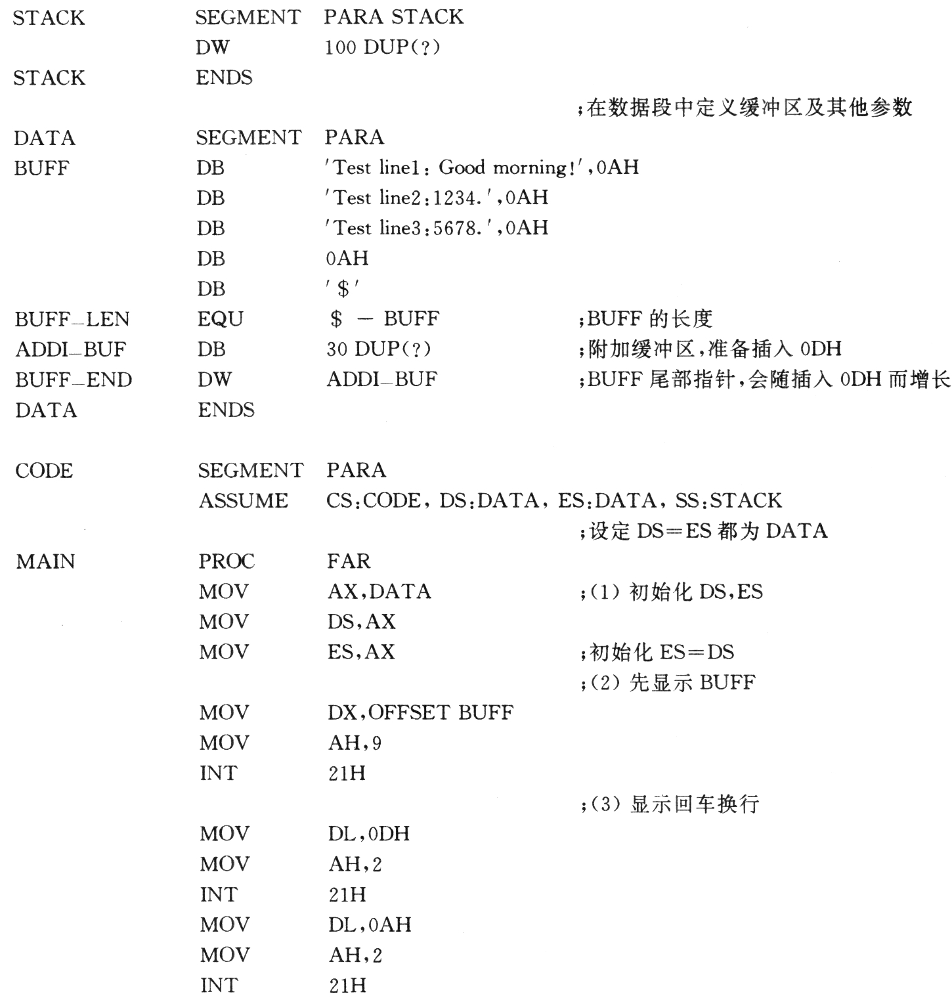 STACK SEGMENT PARA STACK
DW 100 DUP(?)
STACK ENDS
;在数据段中定义缓冲区及其他参数
DATA SEGMENT PARA
BUFF DB 'Test line1: Good morning!',0AH
DB 'Test line2:1234.',0AH
DB 'Test line3:5678.',0AH
DB 0AH
DB '$'
BUFF_LEN EQU $ - BUFF ;BUFF 的长度
ADDI_BUF DB 30 DUP(?) ;附加缓冲区,准备插入 0DH
BUFF_END DW ADDI_BUF ;BUFF 尾部指针,会随插入 0DH 而增长
DATA ENDS
CODE SEGMENT PARA
ASSUME CS:CODE, DS:DATA, ES:DATA, SS:STACK
;设定 DS=ES 都为 DATA
MAIN PROC FAR
MOV AX,DATA ;(1) 初始化 DS,ES
MOV DS,AX
MOV ES,AX ;初始化 ES=DS
;(2) 先显示 BUFF
MOV DX,OFFSET BUFF
MOV AH,9
INT 21H
;(3) 显示回车换行
MOV DL,0DH
MOV AH,2
INT 21H
MOV DL,0AH
MOV AH,2
INT 21H